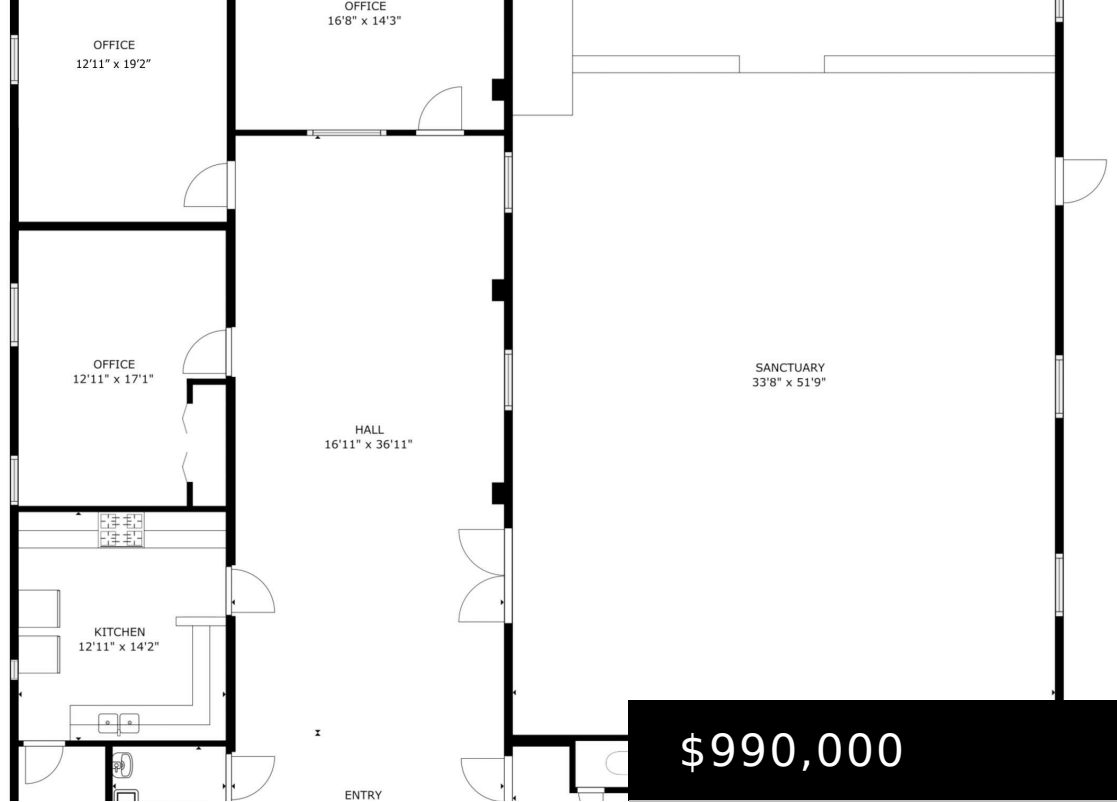 OFFICE
16'8" x 14'3"
OFFICE
12'11" x 19'2"
OFFICE
12'11" x 17'1"
SANCTUARY
33'8" x 51'9"
HALL
16'11" x 36'11"
KITCHEN
12'11" x 14'2"
$990,000
ENTRY